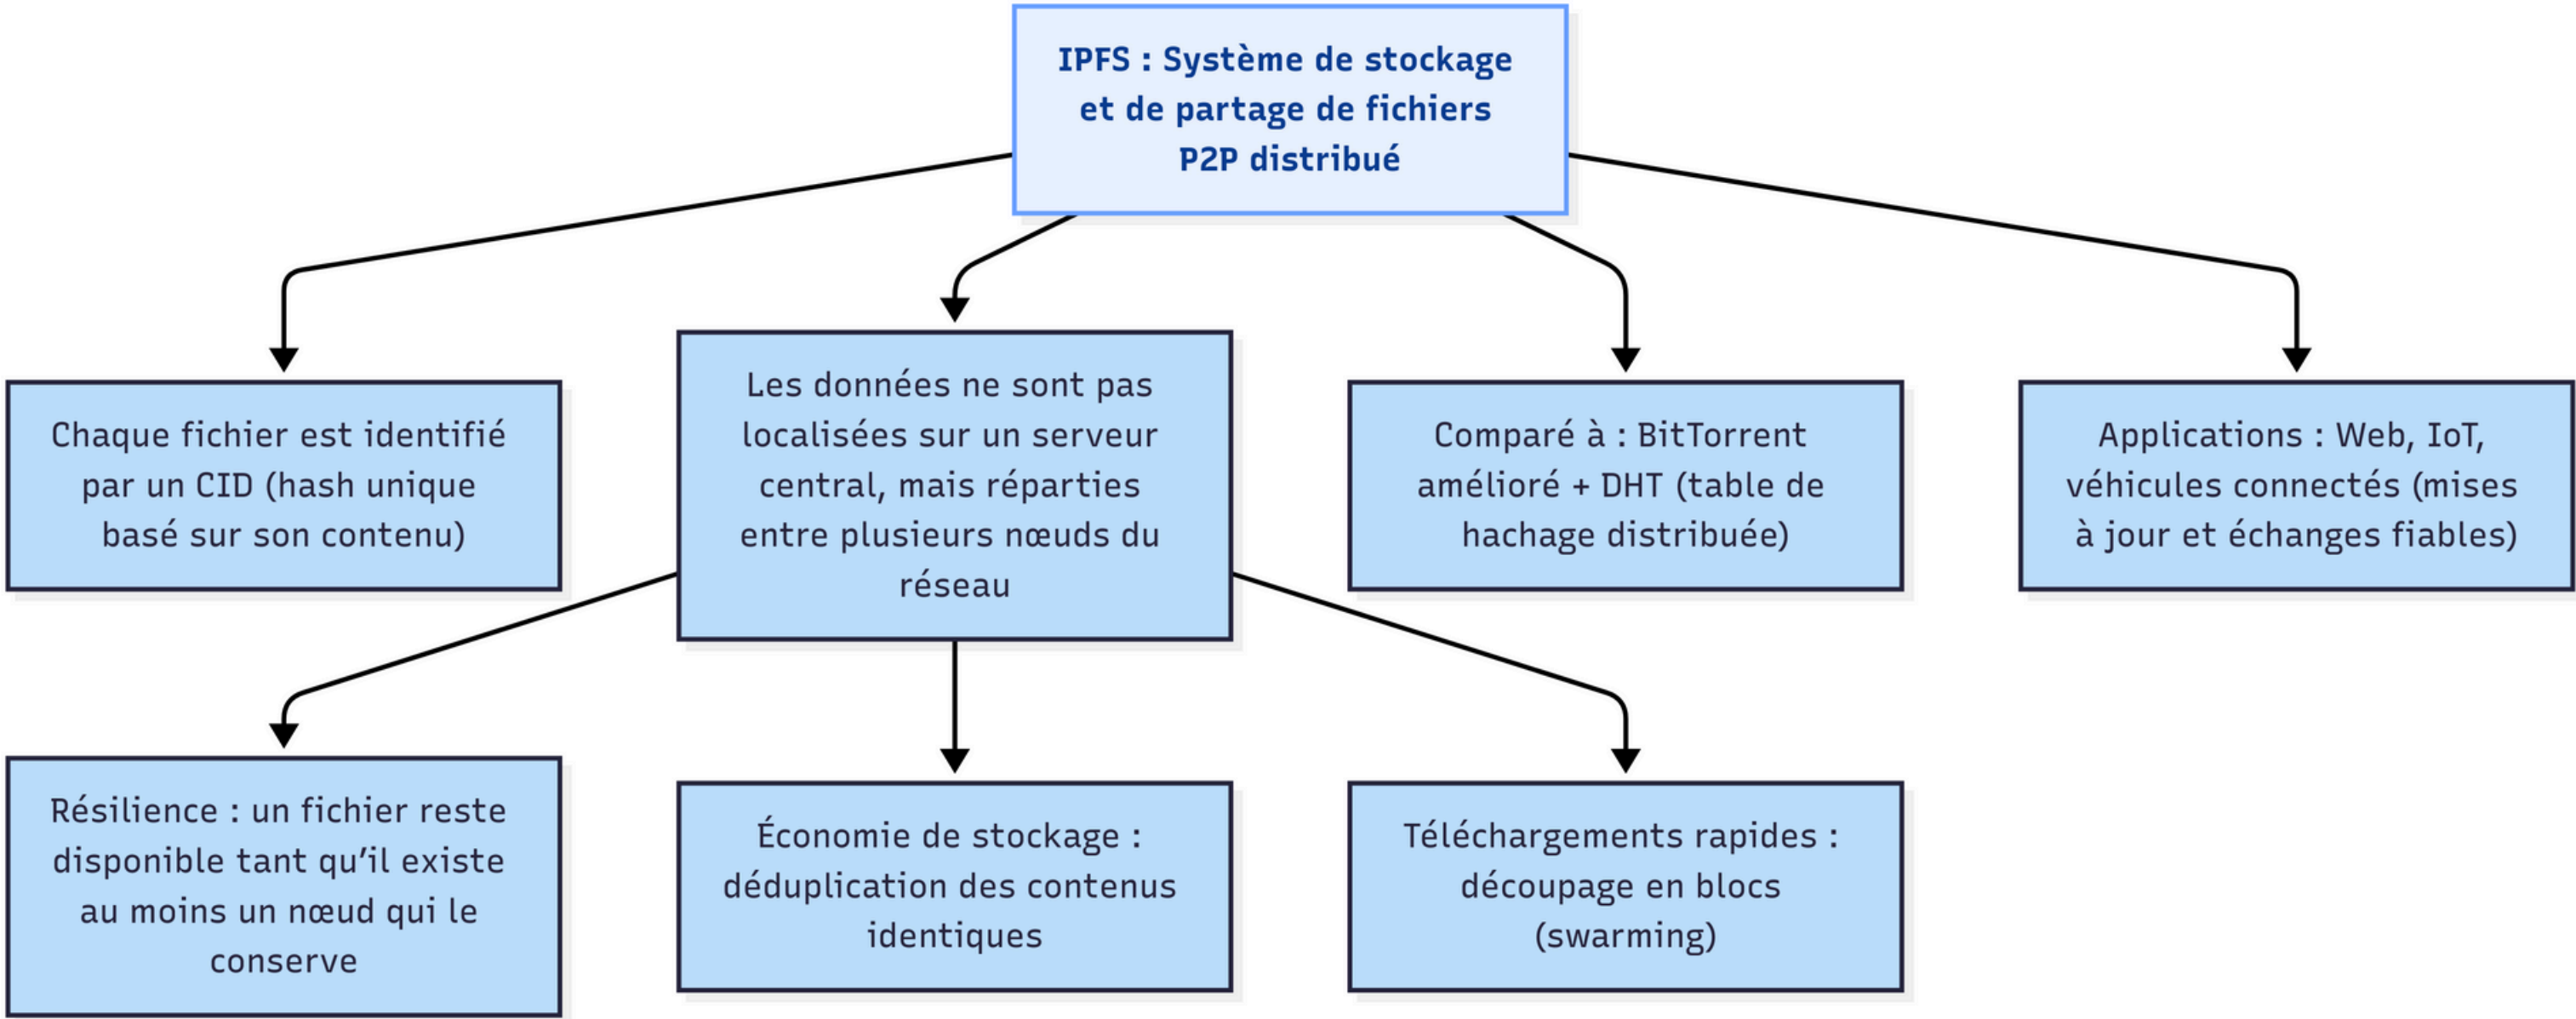 IPFS : Système de stockage
et de partage de fichiers
P2P distribué
Chaque fichier est identifié
par un CID (hash unique
basé sur son contenu)
Les données ne sont pas
localisées sur un serveur
central, mais réparties
entre plusieurs nœuds du
réseau
Comparé à : BitTorrent
amélioré + DHT (table de
hachage distribuée)
Applications : Web, IoT,
véhicules connectés (mises
à jour et échanges fiables)
Résilience : un fichier reste
disponible tant qu’il existe
au moins un nœud qui le
conserve
Économie de stockage :
déduplication des contenus
identiques
Téléchargements rapides :
découpage en blocs
(swarming)